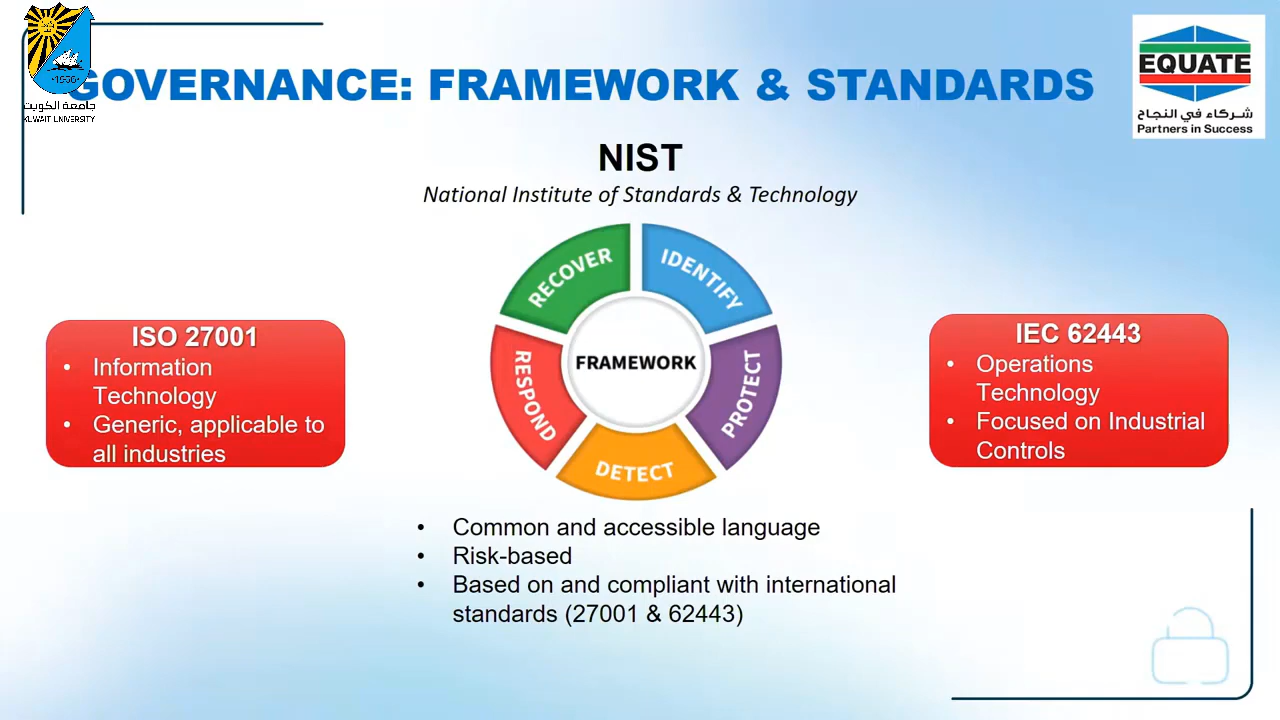 GOVERNANCE: FRAMEWORK & STANDARDS
1966
جامعة الكويت
KUWAIT UNIVERSITY
EQUATE
شركاء في النجاح
Partners in Success
NIST
National Institute of Standards & Technology
RECOVER
IDENTIFY
RESPOND
FRAMEWORK
PROTECT
DETECT
ISO 27001
• Information
Technology
• Generic, applicable to
all industries
IEC 62443
• Operations
Technology
• Focused on Industrial
Controls
• Common and accessible language
• Risk-based
• Based on and compliant with international
standards (27001 & 62443)